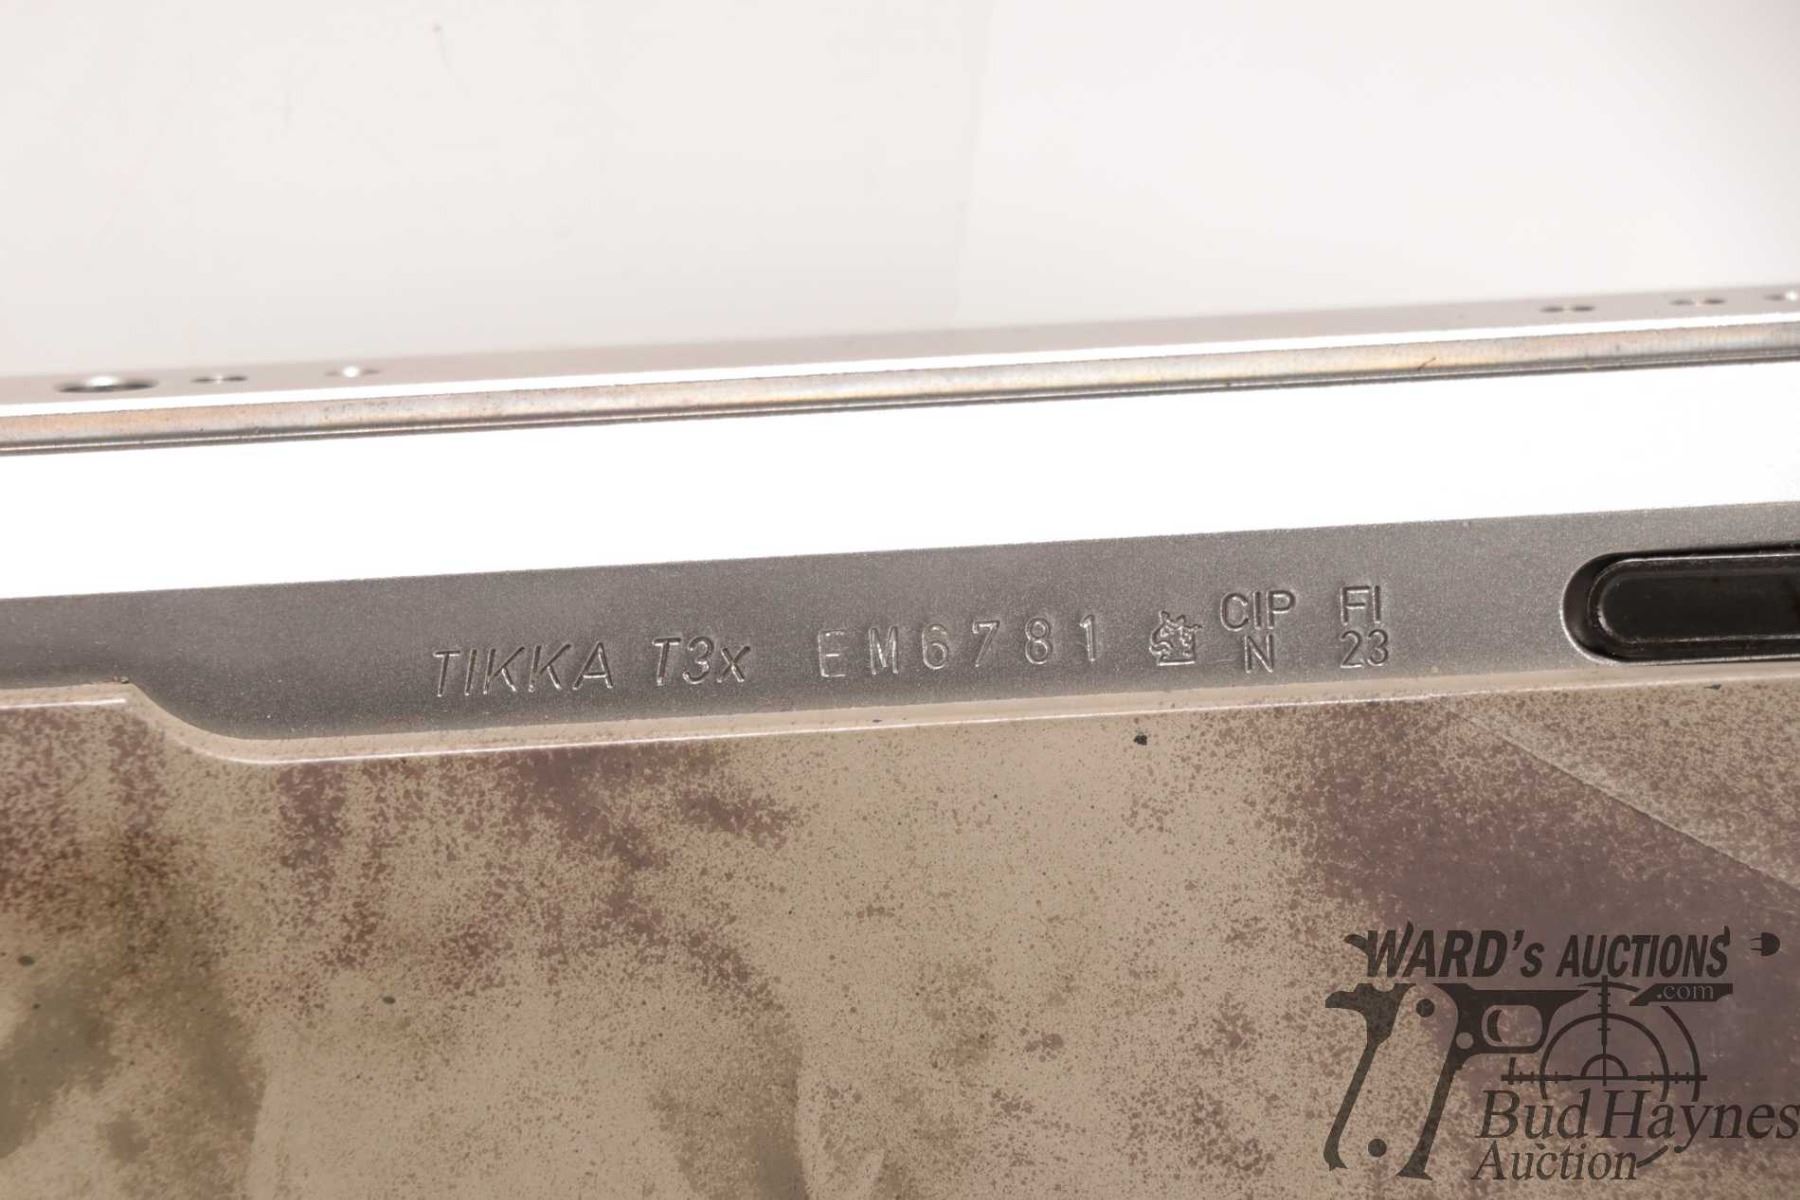 TIKKA T3x EM6781 CIP FI
N 23
WARD's AUCTIONS
.com
Bud Haynes
Auction